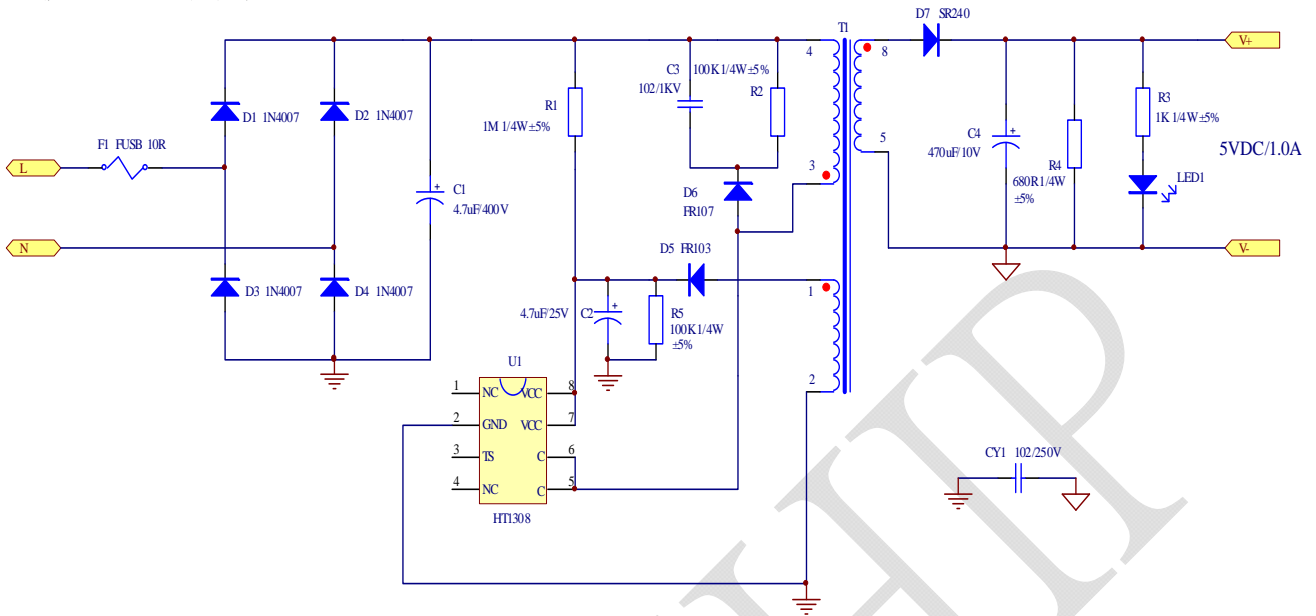 D7 SR240
T1
4
8
V+
C3
100K1/4W±5%
102/1KV
R2
D1 1N4007
D2 1N4007
R1
1M 1/4W±5%
R3
1K 1/4W±5%
F1 FUSB 10R
C4
470uF/10V
5
5VDC/1.0A
L
3
R4
680R1/4W
±5%
LED1
D6
FR107
C1
4.7uF/400V
N
D5 FR103
V-
D3 1N4007
D4 1N4007
1
4.7uF/25V
C2
R5
100K1/4W
±5%
U1
2
1
NC
VCC
8
2
GND
VCC
7
3
TS
C
6
4
NC
C
5
HT1308
CY1 102/250V
HIP